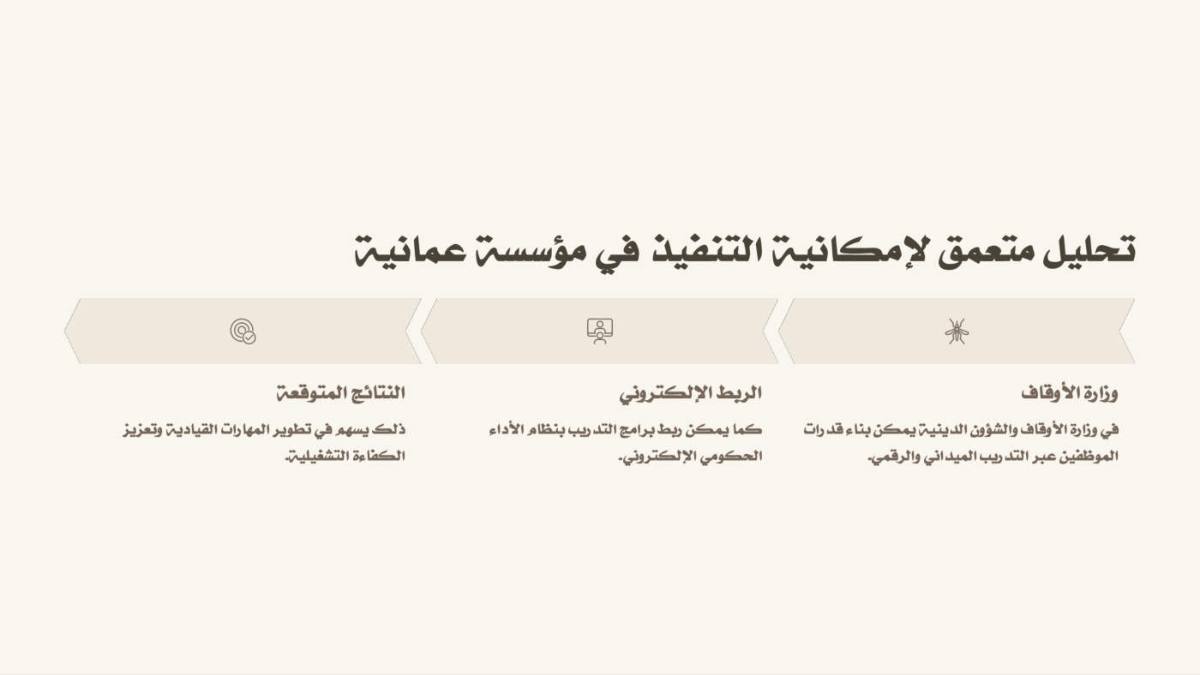 تحليل متعمق لإمكانية التنفيذ في مؤسسة عمانية
وزارة الأوقاف
في وزارة الأوقاف والشؤون الدينية يمكن بناء قدرات
الموظفين عبر التدريب الميداني والرقمي.
الربط الإلكتروني
كما يمكن ربط برامج التدريب بنظام الأداء
الحكومي الإلكتروني.
النتائج المتوقعة
ذلك يسهم في تطوير المهارات القيادية وتعزيز
الكفاءة التشغيلية.